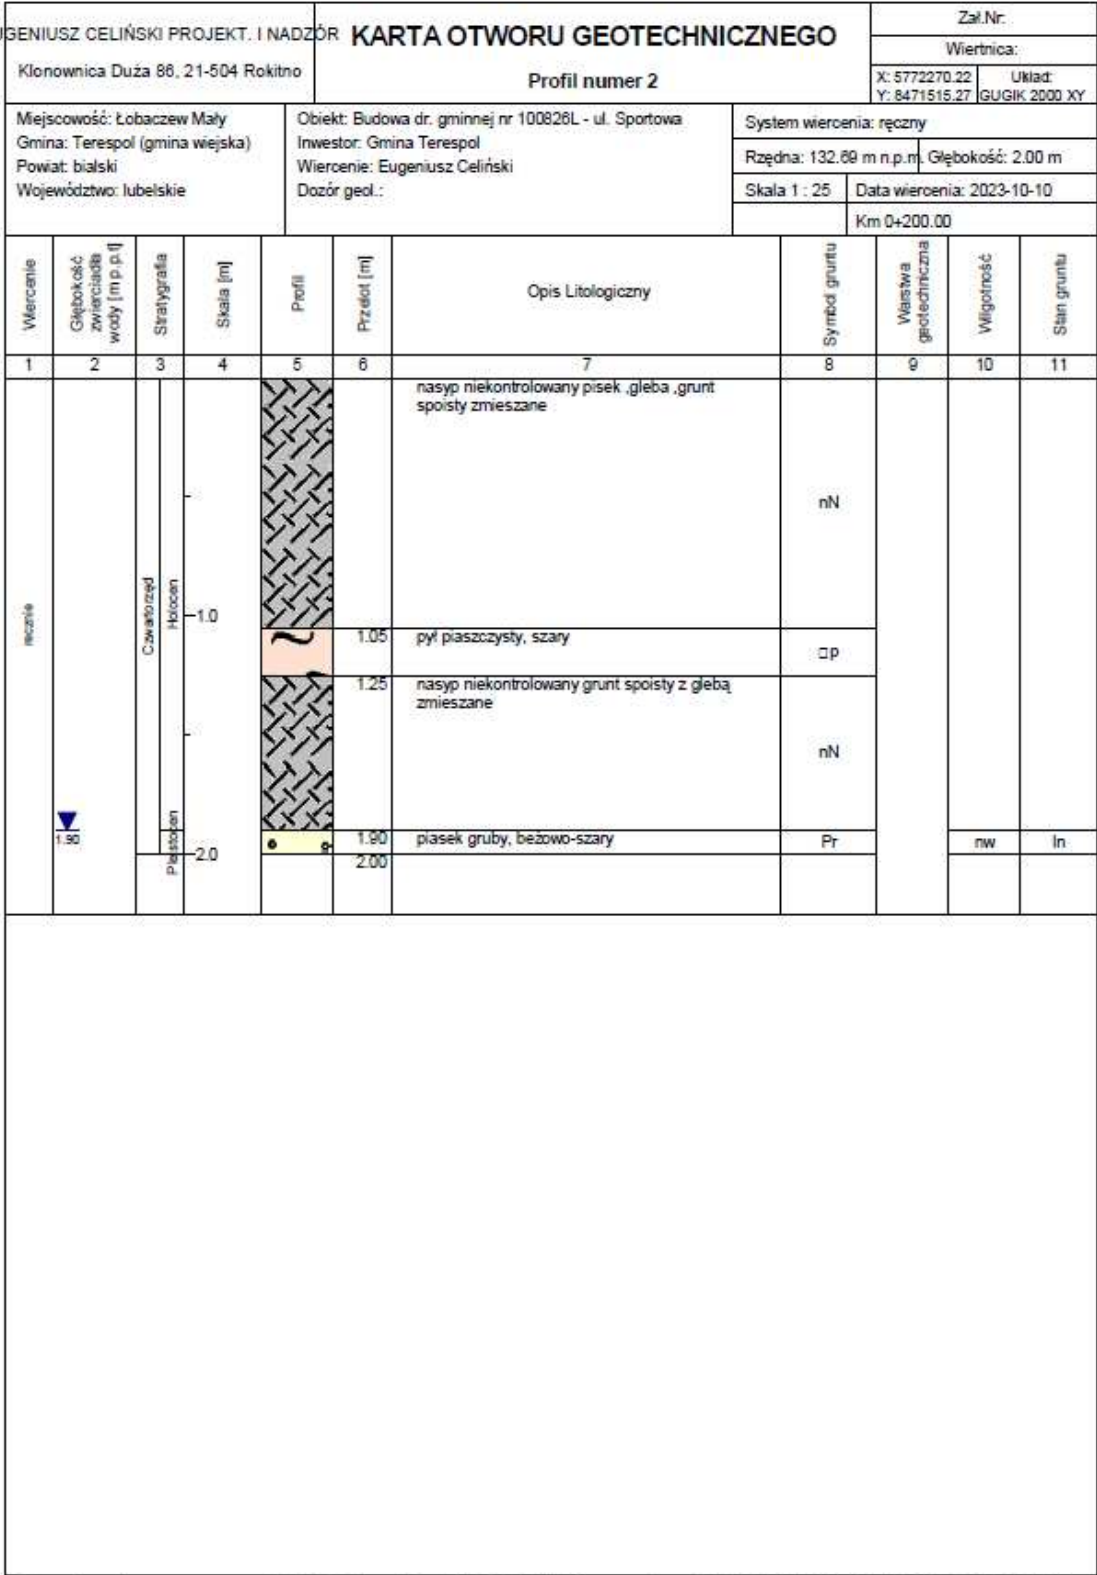 UGENIUSZ CELIŃSKI PROJEKT. I NADZÓR
Klonownica Duża 86, 21-504 Rokitno
KARTA OTWORU GEOTECHNICZNEGO
Profil numer 2
Zał.Nr:
Wiertnica:
X: 5772270.22
Y: 8471515.27
Układ:
GUGIK 2000 XY
Miejscowość: Łobaczew Mały
Gmina: Terespol (gmina wiejska)
Powiat: bialski
Województwo: lubelskie
Obiekt: Budowa dr. gminnej nr 100826L - ul. Sportowa
Inwestor: Gmina Terespol
Wiercenie: Eugeniusz Celiński
Dozór geol.:
System wiercenia: ręczny
Rzędna: 132.69 m n.p.m. Głębokość: 2.00 m
Skala 1 : 25 Data wiercenia: 2023-10-10
Km 0+200.00
Wiercenie
Głębokość
zwierciadła
wody [m p.p.t]
Stratygrafia
Skala [m]
Profil
Przelot [m]
Opis Litologiczny
Symbol gruntu
Warstwa
geotechniczna
Wilgotność
Stan gruntu
1 2 3 4 5 6 7 8 9 10 11
nasyp niekontrolowany pisek ,gleba ,grunt
spoisty zmieszane
nN
ręcznie
Czwartorzęd
Holocen
1.0
1.05 pył piaszczysty, szary
□p
1.25 nasyp niekontrolowany grunt spoisty z glebą
zmieszane
nN
Plejstocen
1.90
1.90 piasek gruby, beżowo-szary Pr nw ln
2.0
2.00